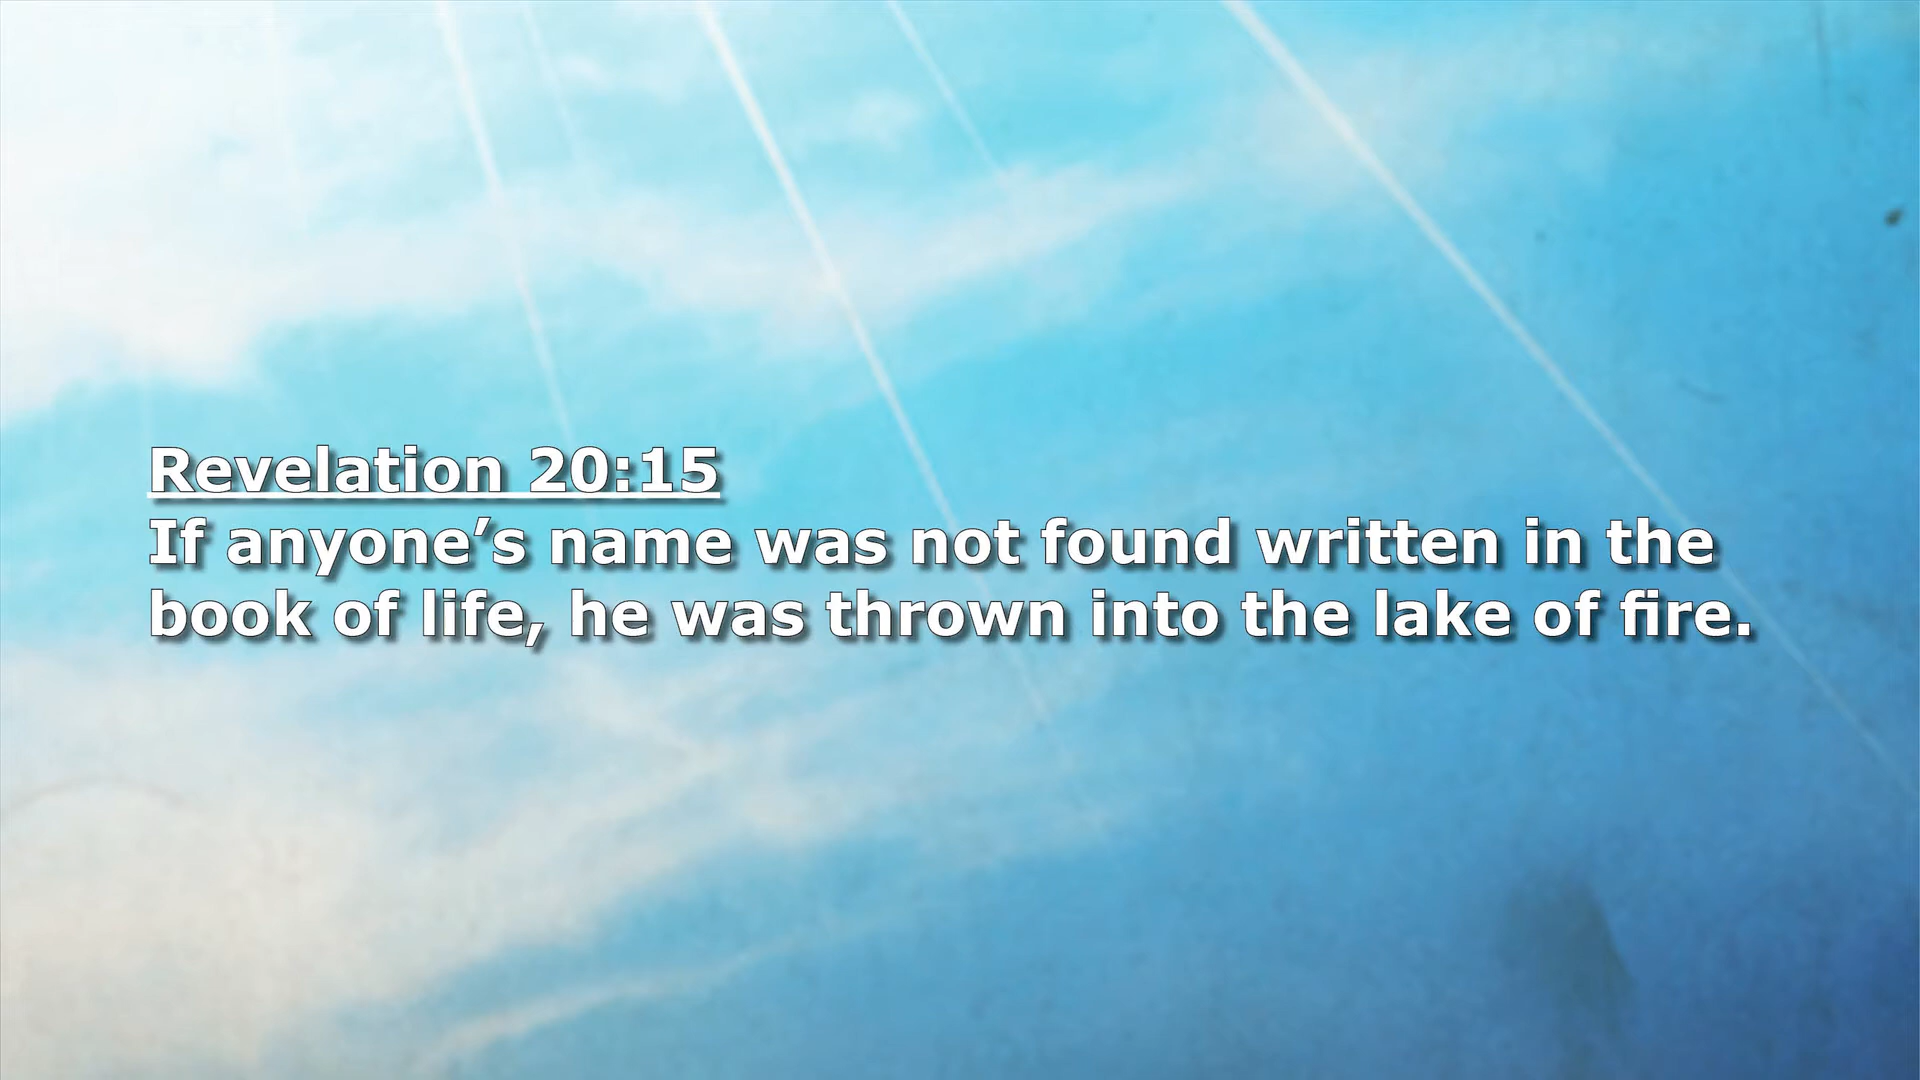 Revelation 20:15
If anyone’s name was not found written in the
book of life, he was thrown into the lake of fire.